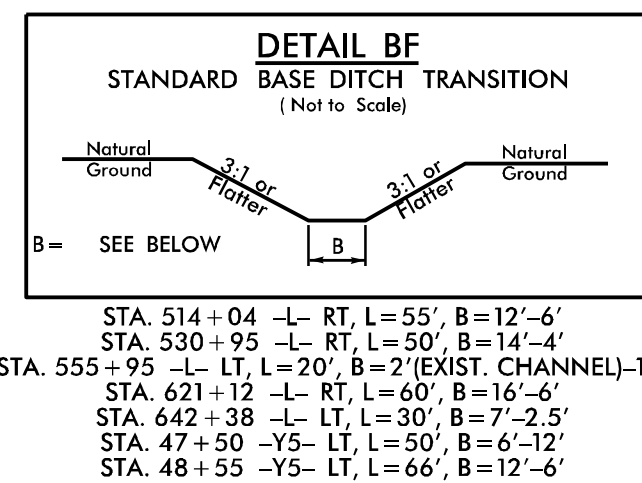 DETAIL BF
STANDARD BASE DITCH TRANSITION
( Not to Scale)
Natural
Ground
3:1 or
Flatter
3:1 or
Flatter
Natural
Ground
B = SEE BELOW
B
STA. 514+04 –L– RT, L=55′, B=12′–6′
STA. 530+95 –L– RT, L=50′, B=14′–4′
STA. 555+95 –L– LT, L=20′, B=2′(EXIST. CHANNEL)–
STA. 621+12 –L– RT, L=60′, B=16′–6′
STA. 642+38 –L– LT, L=30′, B=7′–2.5′
STA. 47+50 –Y5– LT, L=50′, B=6′–12′
STA. 48+55 –Y5– LT, L=66′, B=12′–6′